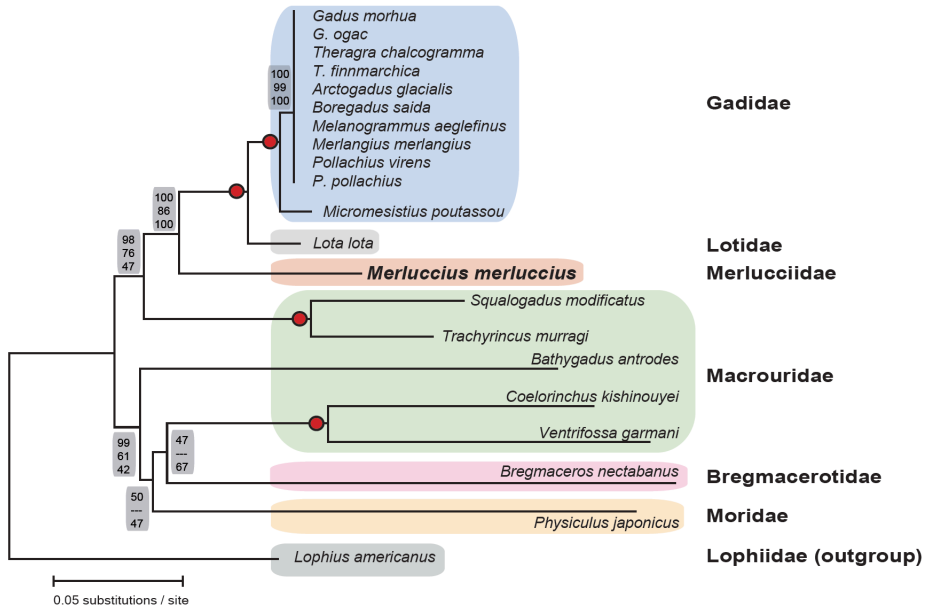 Gadus morhua
G. ogac
Theragra chalcogramma
T. finnmarchica
Arctogadus glacialis
Boregadus saida
Melanogrammus aeglefinus
Merlangius merlangius
Pollachius virens
P. pollachius
Micromesistius poutassou
Gadidae
100
99
100
Lota lota
Lotidae
100
86
100
Merluccius merluccius
Merlucciidae
98
76
47
Squalogadus modificatus
Trachyrincus murragi
Bathygadus antrodes
Coelorinchus kishinouyei
Ventrifossa garmani
Macrouridae
99
61
42
47
---
67
Bregmaceros nectabanus
Bregmacerotidae
50
---
47
Physiculus japonicus
Moridae
Lophius americanus
Lophiidae (outgroup)
0.05 substitutions / site